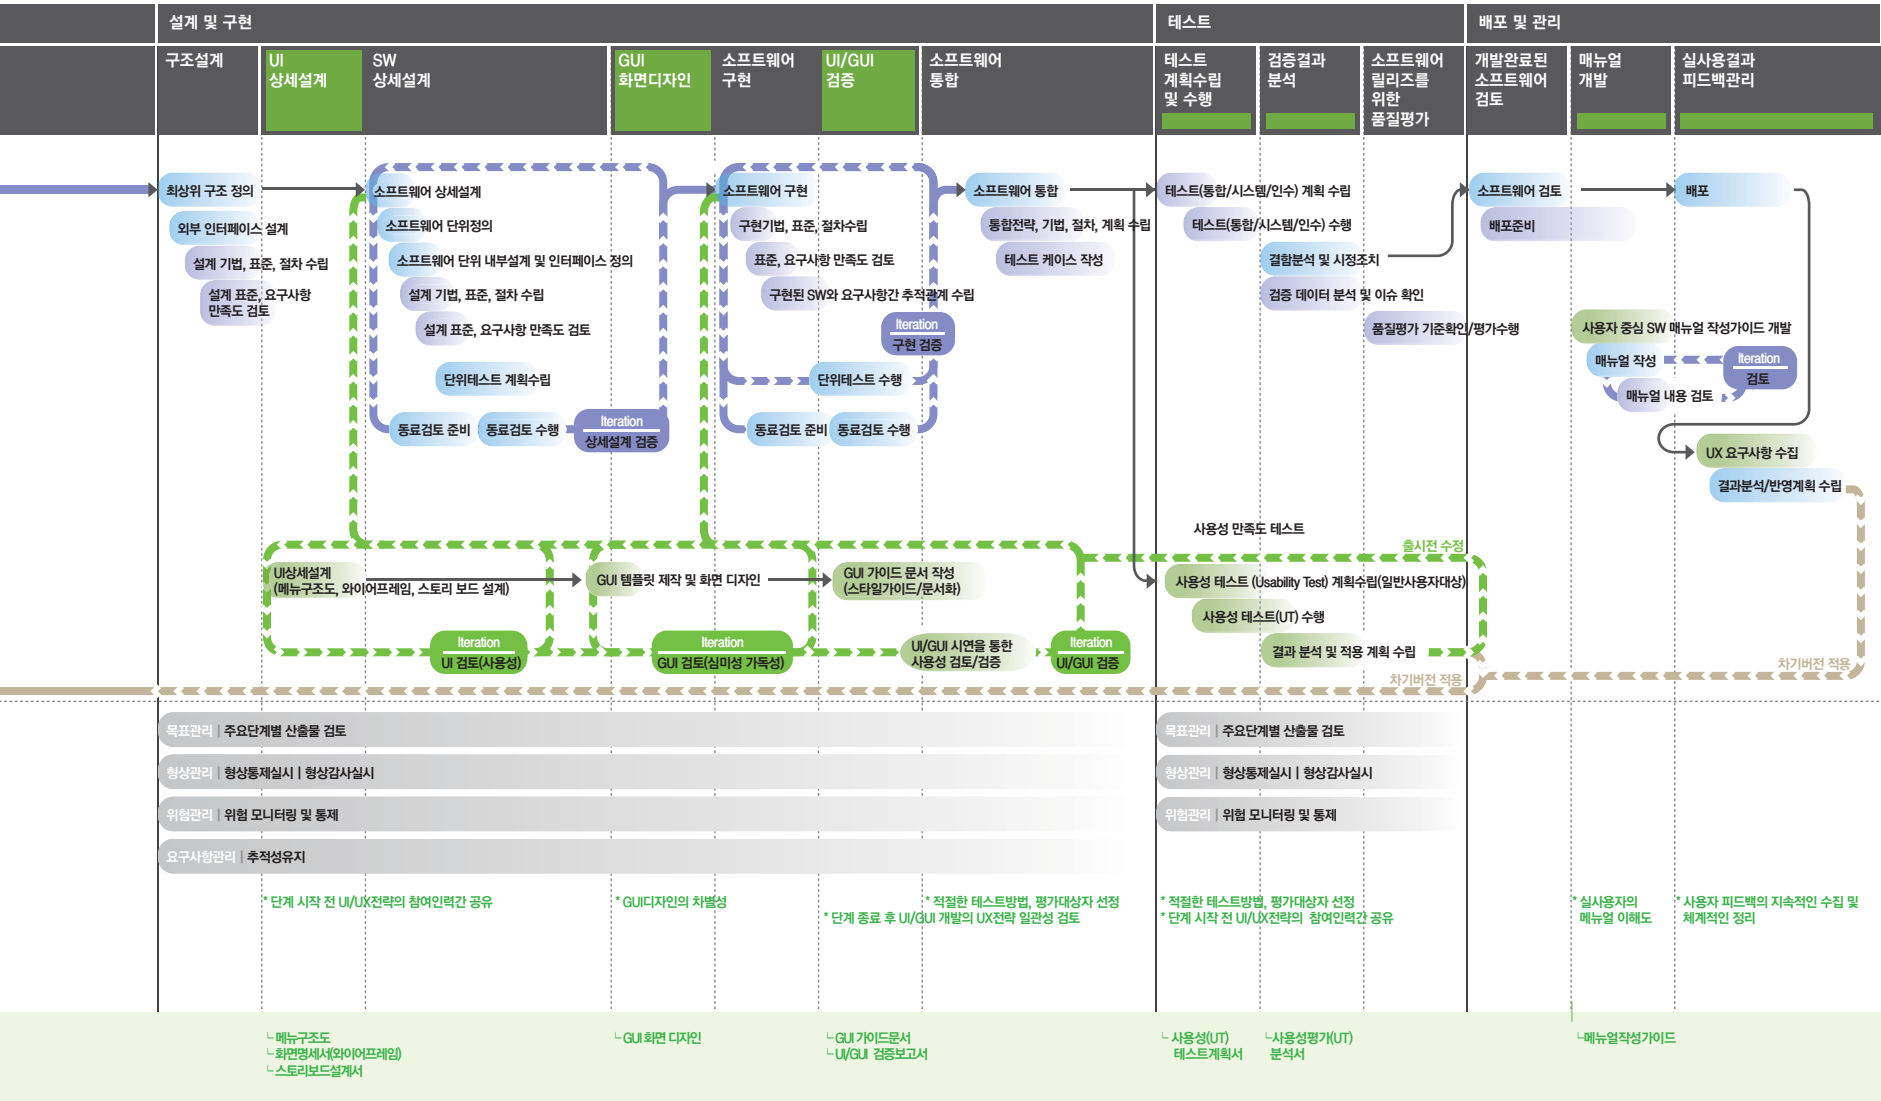 설계 및 구현
테스트
배포 및 관리
구조설계
UI
상세설계
SW
상세설계
GUI
화면디자인
소프트웨어
구현
UI/GUI
검증
소프트웨어
통합
테스트
계획수립
및 수행
검증결과
분석
소프트웨어
릴리즈를
위한
품질평가
개발완료된
소프트웨어
검토
매뉴얼
개발
실사용결과
피드백관리
최상위 구조 정의
외부 인터페이스 설계
설계 기법, 표준, 절차 수립
설계 표준, 요구사항
만족도 검토
소프트웨어 상세설계
소프트웨어 단위정의
소프트웨어 단위 내부설계 및 인터페이스 정의
설계 기법, 표준, 절차 수립
설계 표준, 요구사항 만족도 검토
단위테스트 계획수립
동료검토 준비
동료검토 수행
Iteration
상세설계 검증
소프트웨어 구현
구현기법, 표준, 절차수립
표준, 요구사항 만족도 검토
구현된 SW와 요구사항간 추적관계 수립
Iteration
구현 검증
단위테스트 수행
동료검토 준비
동료검토 수행
소프트웨어 통합
통합전략, 기법, 절차, 계획 수립
테스트 케이스 작성
테스트(통합/시스템/인수) 계획 수립
테스트(통합/시스템/인수) 수행
결함분석 및 시정조치
검증 데이터 분석 및 이슈 확인
품질평가 기준확인/평가수행
소프트웨어 검토
배포준비
배포
사용자 중심 SW 매뉴얼 작성가이드 개발
매뉴얼 작성
Iteration
검토
매뉴얼 내용 검토
UX 요구사항 수집
결과분석/반영계획 수립
사용성 만족도 테스트
출시전 수정
UI상세설계
(메뉴구조도, 와이어프레임, 스토리 보드 설계)
GUI 템플릿 제작 및 화면 디자인
GUI 가이드 문서 작성
(스타일가이드/문서화)
사용성 테스트 (Usability Test) 계획수립(일반사용자대상)
사용성 테스트(UT) 수행
결과 분석 및 적용 계획 수립
Iteration
UI 검토(사용성)
Iteration
GUI 검토(심미성 가독성)
UI/GUI 시연을 통한
사용성 검토/검증
Iteration
UI/GUI 검증
차기버전 적용
차기버전 적용
목표관리 | 주요단계별 산출물 검토
형상관리 | 형상통제실시 | 형상감사실시
위험관리 | 위험 모니터링 및 통제
요구사항관리 | 추적성유지
목표관리 | 주요단계별 산출물 검토
형상관리 | 형상통제실시 | 형상감사실시
위험관리 | 위험 모니터링 및 통제
* 단계 시작 전 UI/UX전략의 참여인력간 공유
* GUI디자인의 차별성
* 적절한 테스트방법, 평가대상자 선정
* 단계 종료 후 UI/GUI 개발의 UX전략 일관성 검토
* 적절한 테스트방법, 평가대상자 선정
* 단계 시작 전 UI/UX전략의 참여인력간 공유
* 실사용자의
매뉴얼 이해도
* 사용자 피드백의 지속적인 수집 및
체계적인 정리
└ 메뉴구조도
└ 화면명세서(와이어프레임)
└ 스토리보드설계서
└ GUI 화면 디자인
└ GUI 가이드문서
└ UI/GUI 검증보고서
└ 사용성(UT)
테스트계획서
└ 사용성평가(UT)
분석서
└ 매뉴얼작성가이드